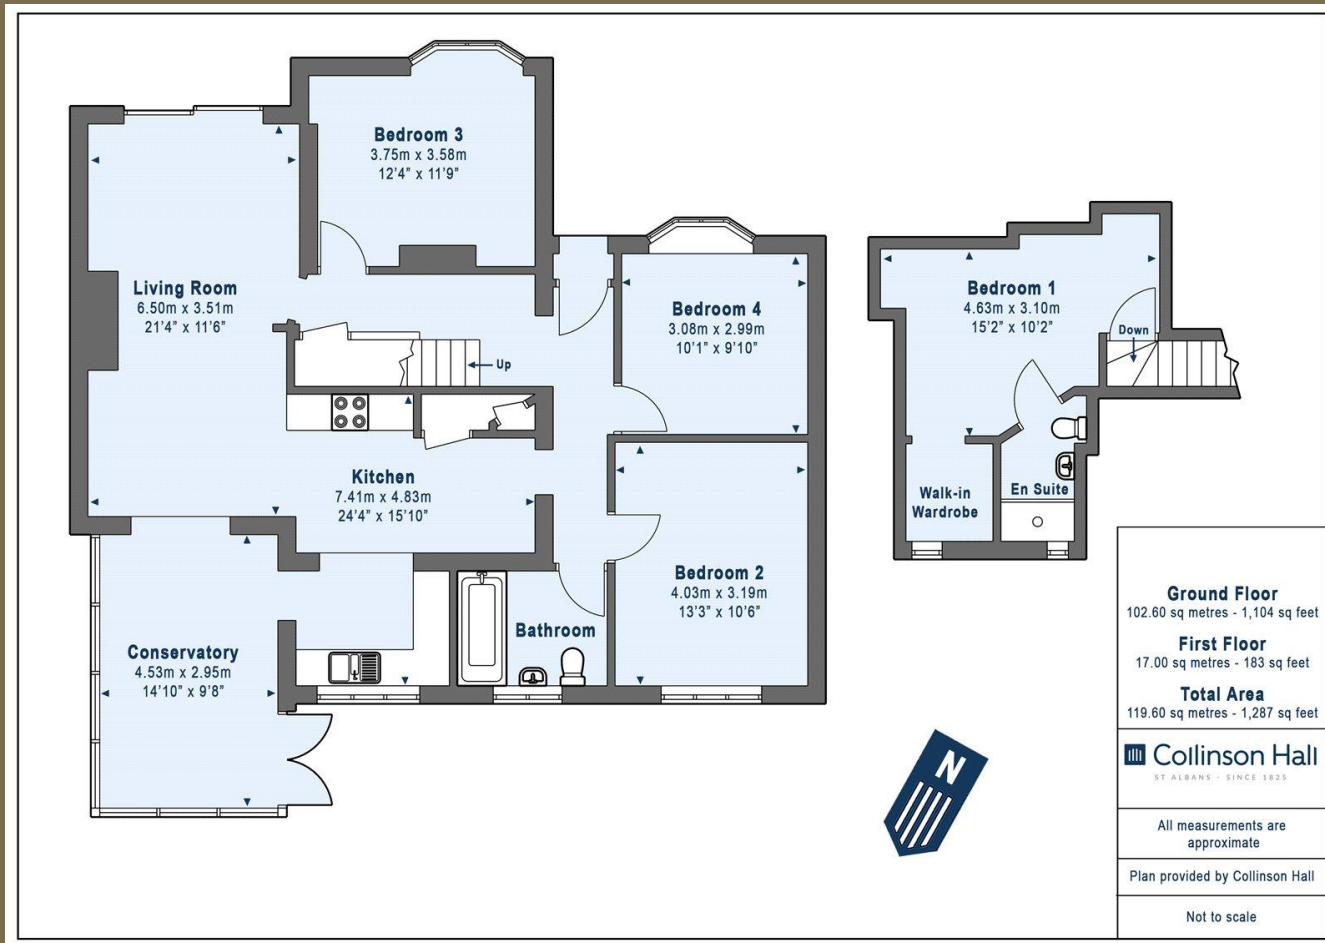 Bedroom 3
3.75m x 3.58m
12'4" x 11'9"
Living Room
6.50m x 3.51m
21'4" x 11'6"
Up
Bedroom 4
3.08m x 2.99m
10'1" x 9'10"
Kitchen
7.41m x 4.83m
24'4" x 15'10"
Bedroom 2
4.03m x 3.19m
13'3" x 10'6"
Bathroom
Conservatory
4.53m x 2.95m
14'10" x 9'8"
Bedroom 1
4.63m x 3.10m
15'2" x 10'2"
Down
Walk-in
Wardrobe
En Suite
N
Ground Floor
102.60 sq metres - 1,104 sq feet
First Floor
17.00 sq metres - 183 sq feet
Total Area
119.60 sq metres - 1,287 sq feet
Collinson Hall
ST ALBANS · SINCE 1825
All measurements are
approximate
Plan provided by Collinson Hall
Not to scale